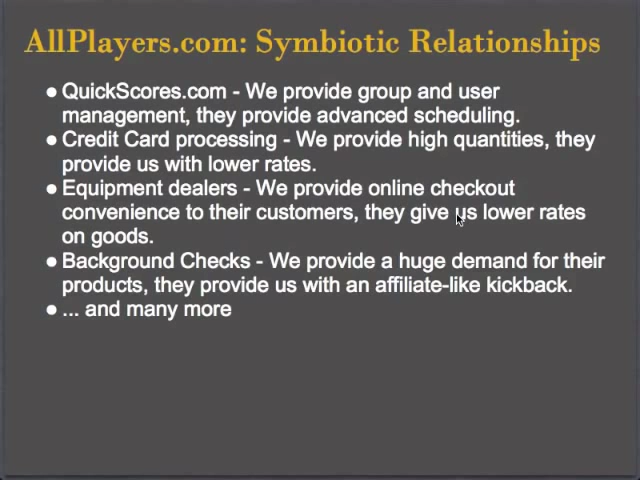 AllPlayers.com: Symbiotic Relationships
● QuickScores.com - We provide group and user
management, they provide advanced scheduling.
● Credit Card processing - We provide high quantities, they
provide us with lower rates.
● Equipment dealers - We provide online checkout
convenience to their customers, they give us lower rates
on goods.
● Background Checks - We provide a huge demand for their
products, they provide us with an affiliate-like kickback.
● ... and many more